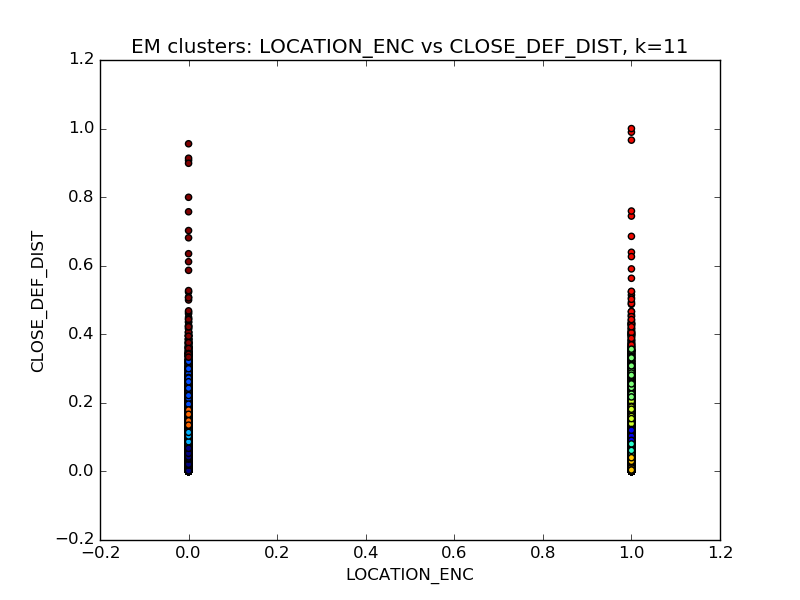 EM clusters: LOCATION_ENC vs CLOSE_DEF_DIST, k=11
1.2
1.0
0.8
0.6
0.4
0.2
0.0
−0.2
CLOSE_DEF_DIST
−0.2 0.0 0.2 0.4 0.6 0.8 1.0 1.2
LOCATION_ENC